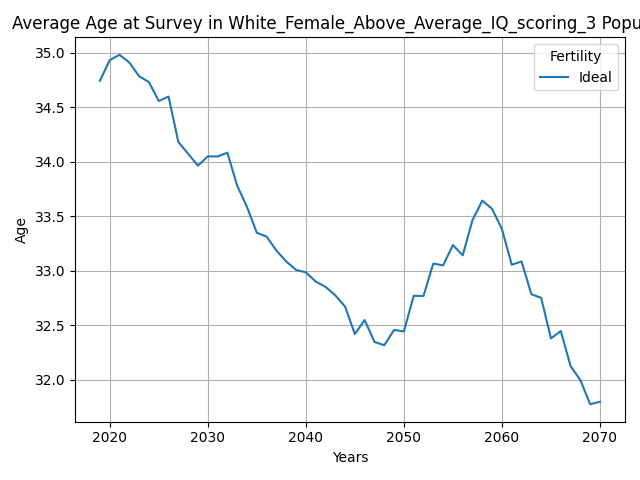 Average Age at Survey in White_Female_Above_Average_IQ_scoring_3 Popu
35.0
34.5
34.0
33.5
33.0
32.5
32.0
Age
Fertility
Ideal
2020 2030 2040 2050 2060 2070
Years